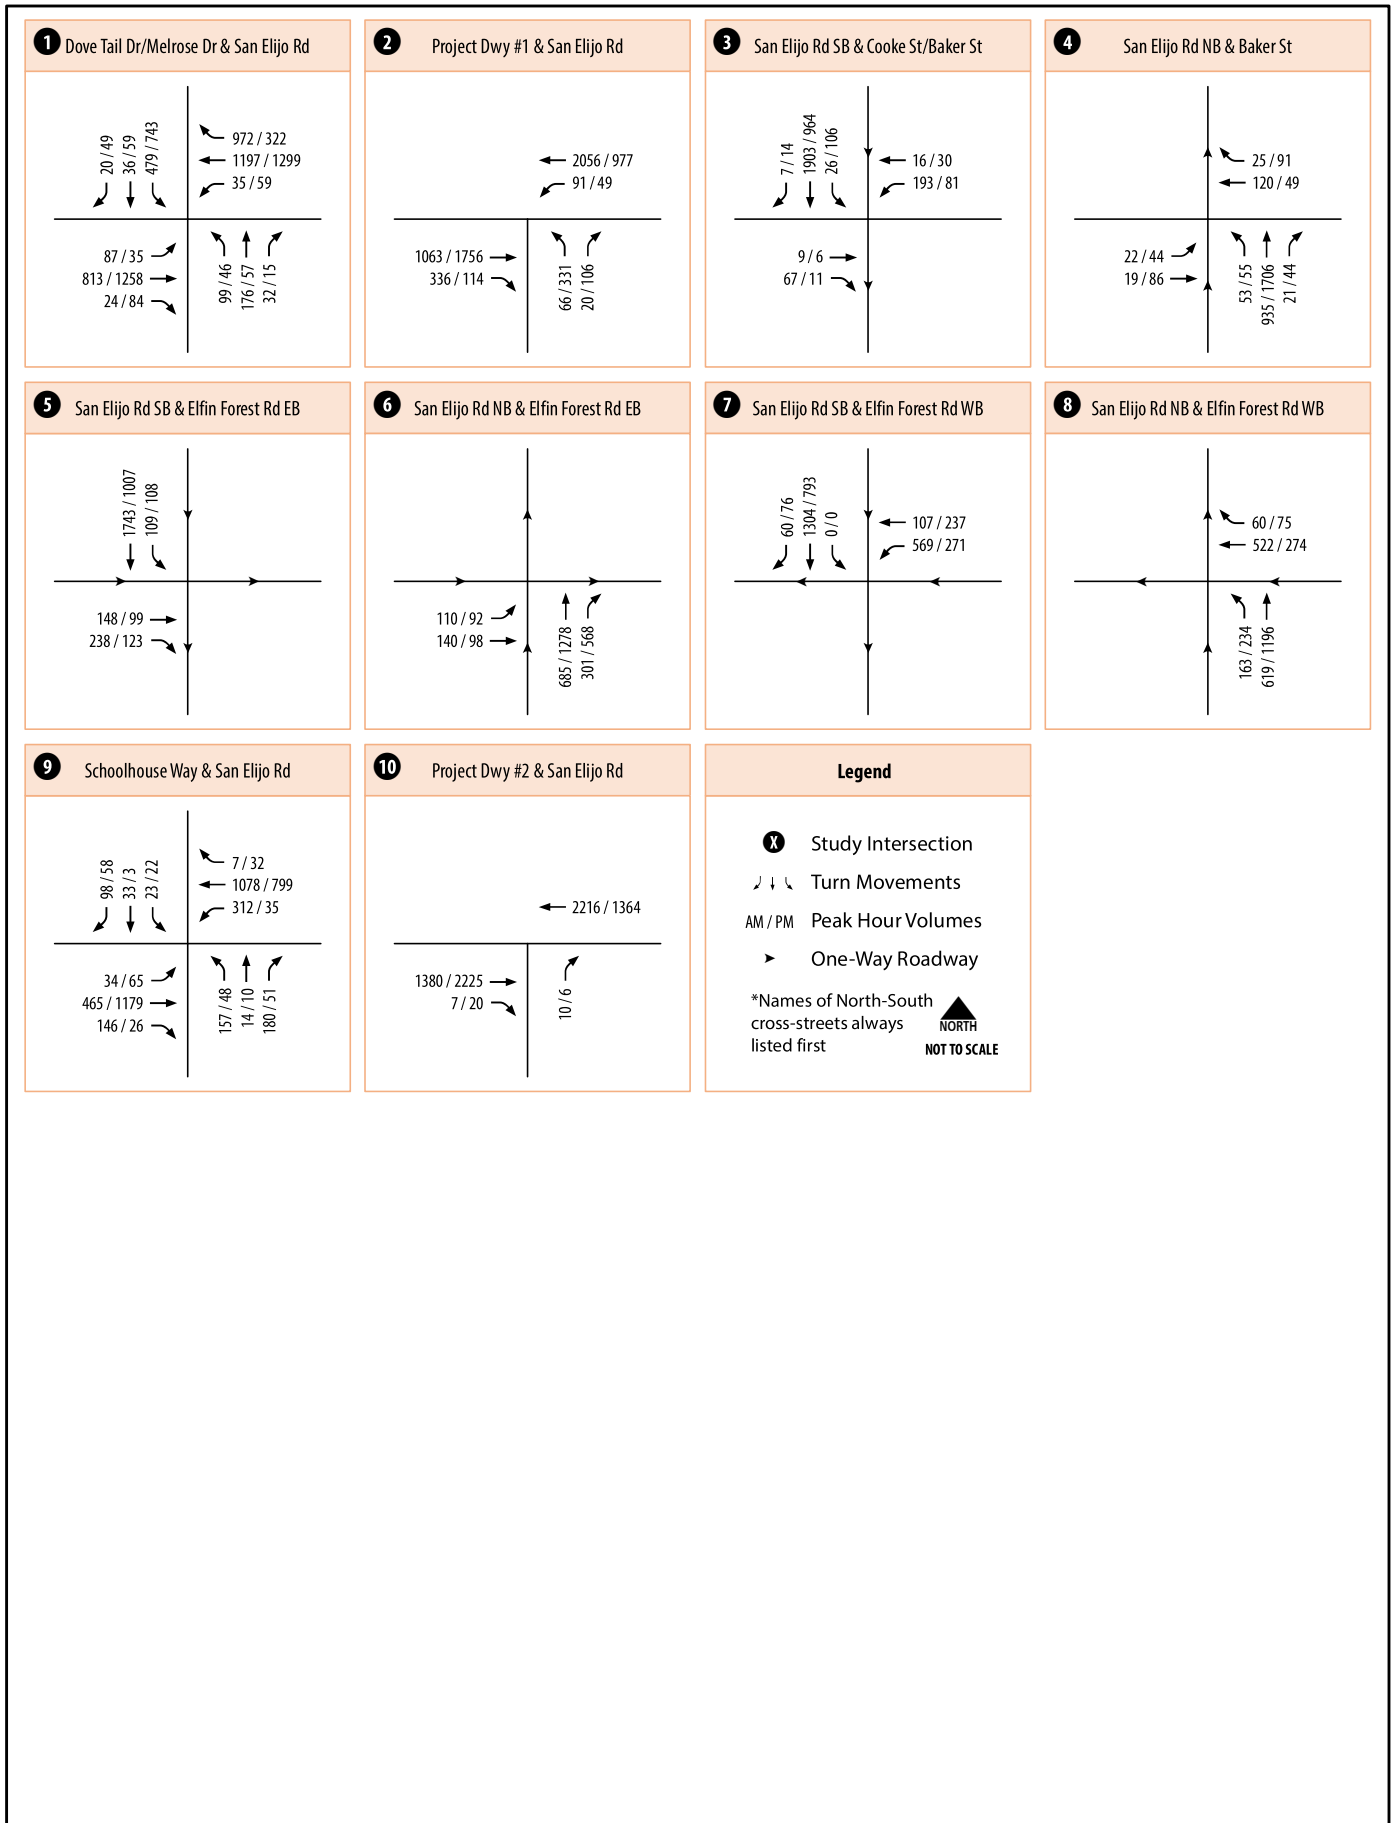 1 Dove Tail Dr/Melrose Dr & San Elijo Rd
20 / 49
36 / 59
479 / 743
972 / 322
1197 / 1299
35 / 59
87 / 35
813 / 1258
24 / 84
99 / 46
176 / 57
32 / 15
2 Project Dwy #1 & San Elijo Rd
2056 / 977
91 / 49
1063 / 1756
336 / 114
66 / 331
20 / 106
3 San Elijo Rd SB & Cooke St/Baker St
7 / 14
1903 / 964
26 / 106
16 / 30
193 / 81
9 / 6
67 / 11
4 San Elijo Rd NB & Baker St
25 / 91
120 / 49
22 / 44
19 / 86
53 / 55
935 / 1706
21 / 44
5 San Elijo Rd SB & Elfin Forest Rd EB
1743 / 1007
109 / 108
148 / 99
238 / 123
6 San Elijo Rd NB & Elfin Forest Rd EB
110 / 92
140 / 98
685 / 1278
301 / 568
7 San Elijo Rd SB & Elfin Forest Rd WB
60 / 76
1304 / 793
0 / 0
107 / 237
569 / 271
8 San Elijo Rd NB & Elfin Forest Rd WB
60 / 75
522 / 274
163 / 234
619 / 1196
9 Schoolhouse Way & San Elijo Rd
98 / 58
33 / 3
23 / 22
7 / 32
1078 / 799
312 / 35
34 / 65
465 / 1179
146 / 26
157 / 48
14 / 10
180 / 51
10 Project Dwy #2 & San Elijo Rd
2216 / 1364
1380 / 2225
7 / 20
10 / 6
Legend
X Study Intersection
Turn Movements
AM / PM Peak Hour Volumes
One-Way Roadway
*Names of North-South
cross-streets always
listed first
NORTH
NOT TO SCALE